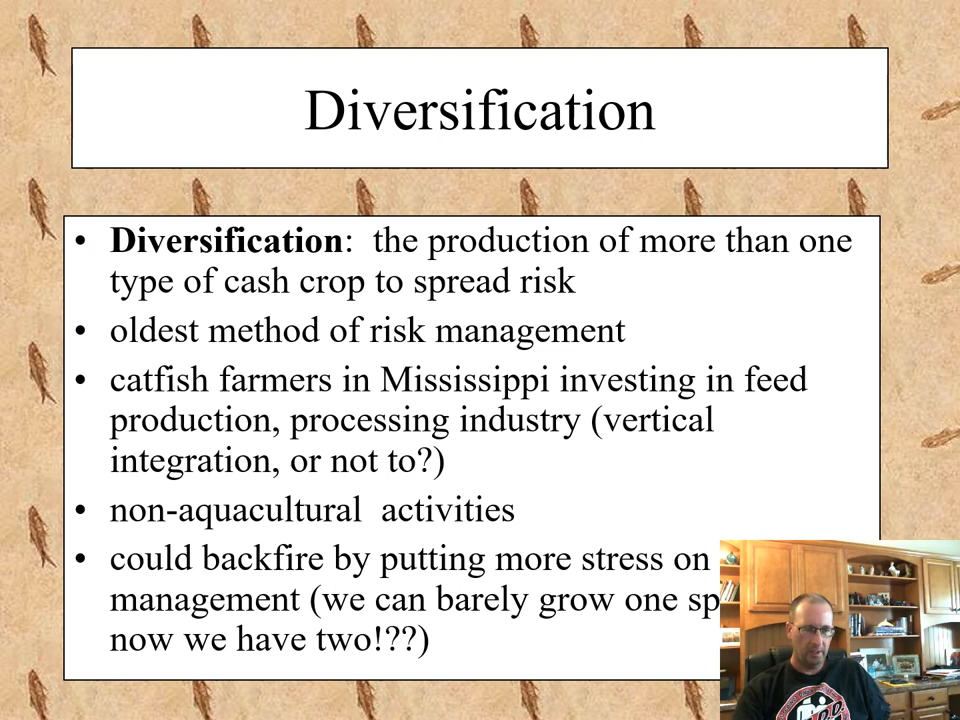 Diversification
• Diversification:  the production of more than one
type of cash crop to spread risk
• oldest method of risk management
• catfish farmers in Mississippi investing in feed
production, processing industry (vertical
integration, or not to?)
• non-aquacultural  activities
• could backfire by putting more stress on
management (we can barely grow one
now we have two!??)